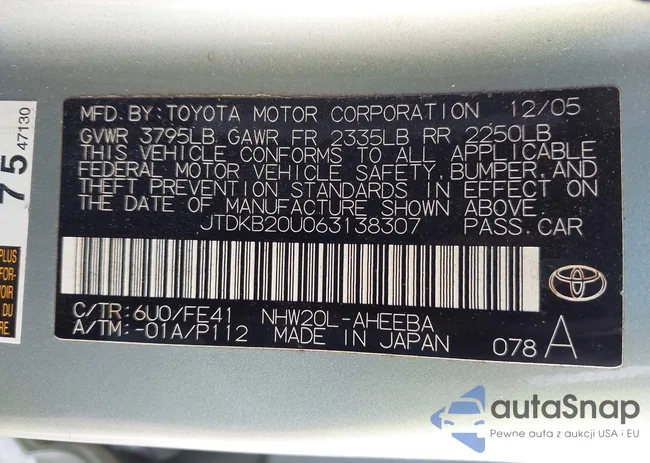 MFD. BY: TOYOTA MOTOR CORPORATION 12/05
GVWR 3795LB GAWR FR 2335LB RR 2250LB
THIS VEHICLE CONFORMS TO ALL APPLICABLE
FEDERAL MOTOR VEHICLE SAFETY, BUMPER, AND
THEFT PREVENTION STANDARDS IN EFFECT ON
THE DATE OF MANUFACTURE SHOWN ABOVE.
JTDKB20U063138307 PASS. CAR
C/TR: 6U0/FE41 NHW20L-AHEEBA
A/TM: -01A/P112 MADE IN JAPAN 078 A
75 47130
PLUS
autaSnap
Pewne auta z aukcji USA i EU